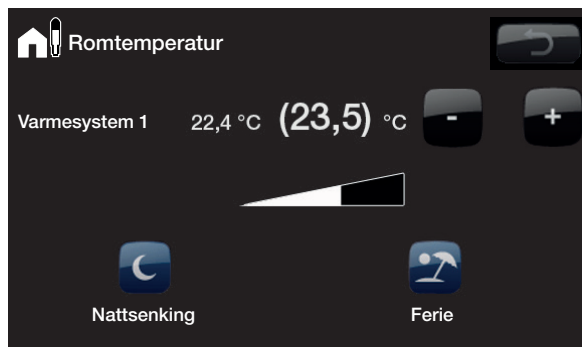 Romtemperatur
Varmesystem 1 22,4 °C (23,5) °C - +
Nattsenking Ferie